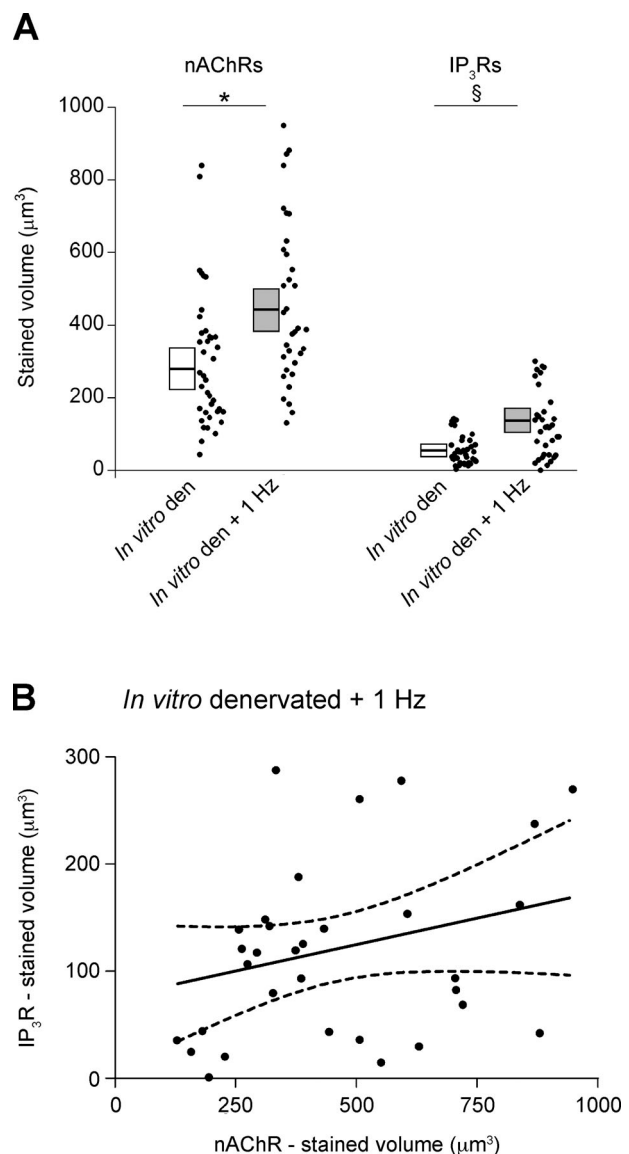 A
nAChRs IP₃Rs
* §
1000
800
600
400
200
0
Stained volume (µm³)
In vitro den
In vitro den + 1 Hz
In vitro den
In vitro den + 1 Hz
B In vitro denervated + 1 Hz
300
200
100
0
IP₃R - stained volume (µm³)
0 250 500 750 1000
nAChR - stained volume (µm³)